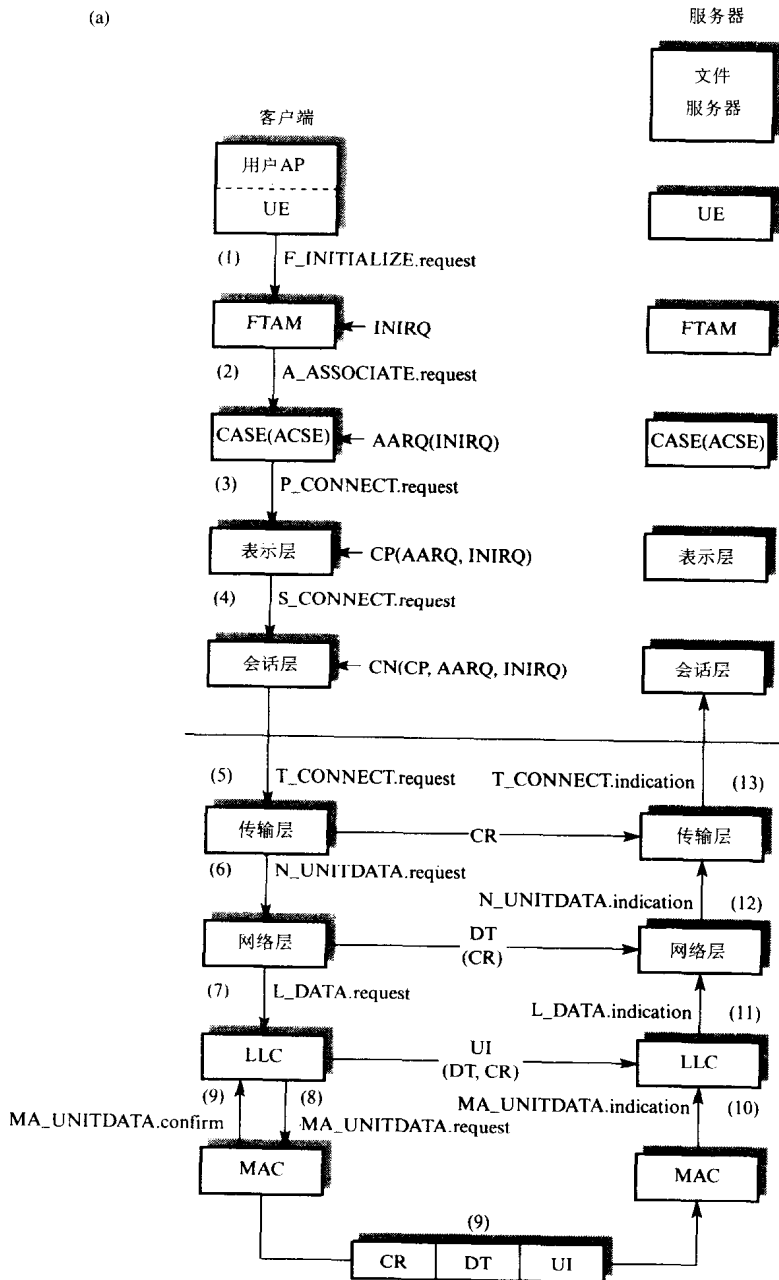 (a)
服务器
文件
服务器
客户端
用户AP
UE
UE
(1) F_INITIALIZE.request
FTAM
INIRQ
FTAM
(2) A_ASSOCIATE.request
CASE(ACSE)
AARQ(INIRQ)
CASE(ACSE)
(3) P_CONNECT.request
表示层
CP(AARQ, INIRQ)
表示层
(4) S_CONNECT.request
会话层
CN(CP, AARQ, INIRQ)
会话层
(5) T_CONNECT.request
T_CONNECT.indication (13)
传输层
CR
传输层
(6) N_UNITDATA.request
N_UNITDATA.indication (12)
网络层
DT
(CR)
网络层
(7) L_DATA.request
L_DATA.indication (11)
LLC
UI
(DT, CR)
LLC
(9) (8)
MA_UNITDATA.confirm
MA_UNITDATA.request
MA_UNITDATA.indication (10)
MAC
MAC
(9)
CR DT UI